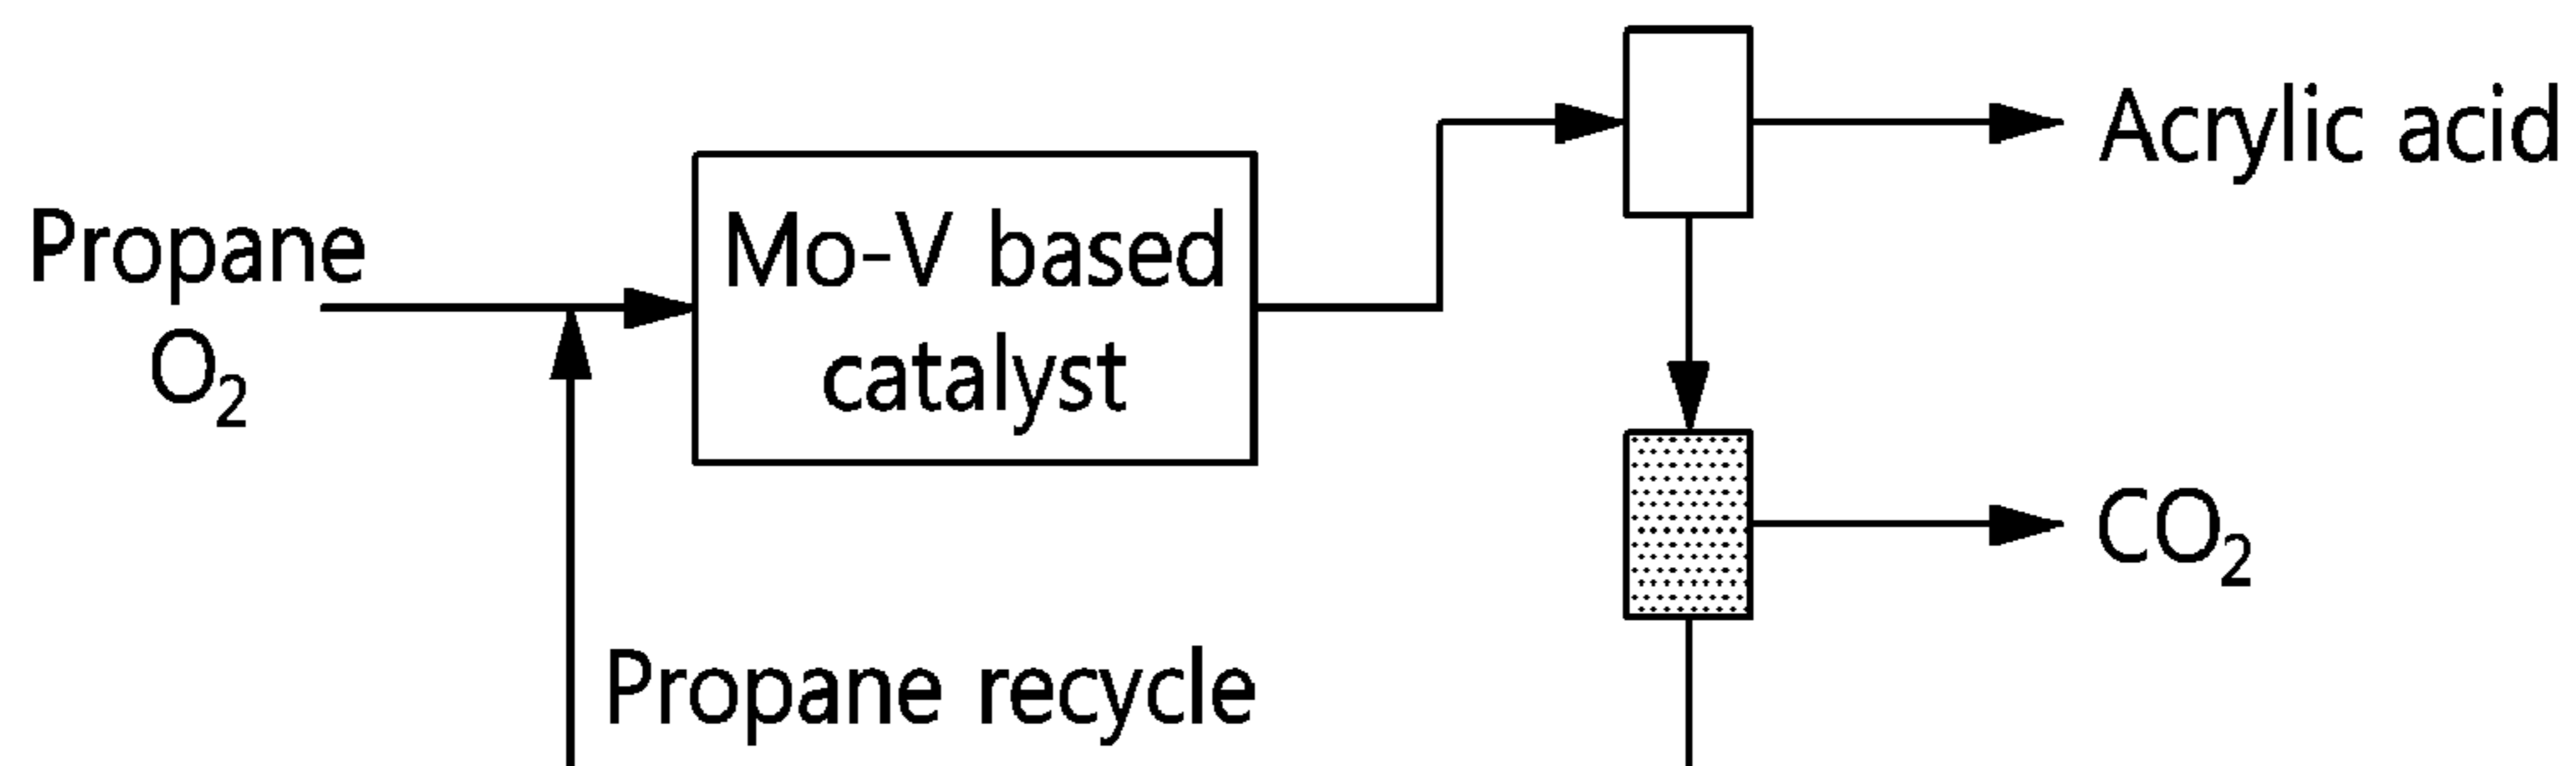 Propane
O₂
Mo-V based
catalyst
Acrylic acid
CO₂
Propane recycle